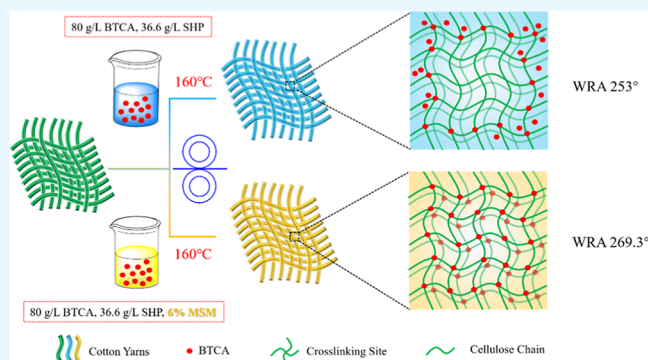 80 g/L BTCA, 36.6 g/L SHP
160℃
WRA 253°
160℃
WRA 269.3°
80 g/L BTCA, 36.6 g/L SHP, 6% MSM
Cotton Yarns
BTCA
Crosslinking Site
Cellulose Chain